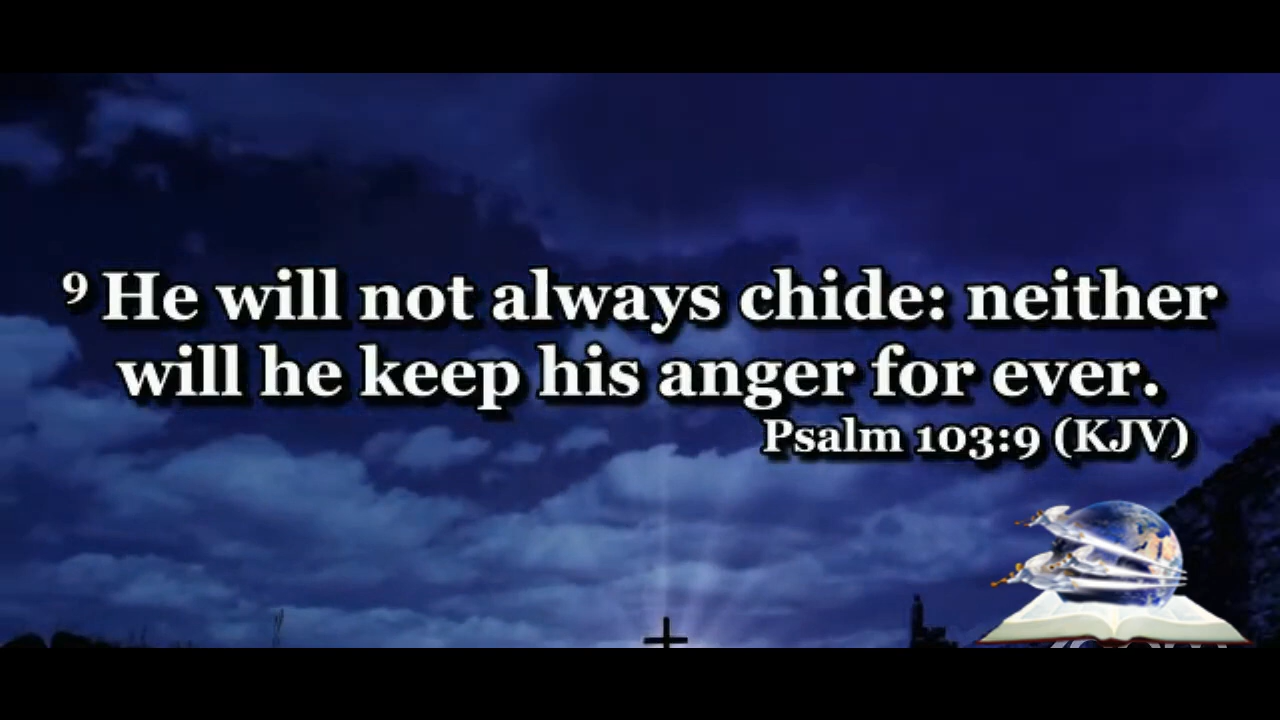 ⁹ He will not always chide: neither
will he keep his anger for ever.
Psalm 103:9 (KJV)